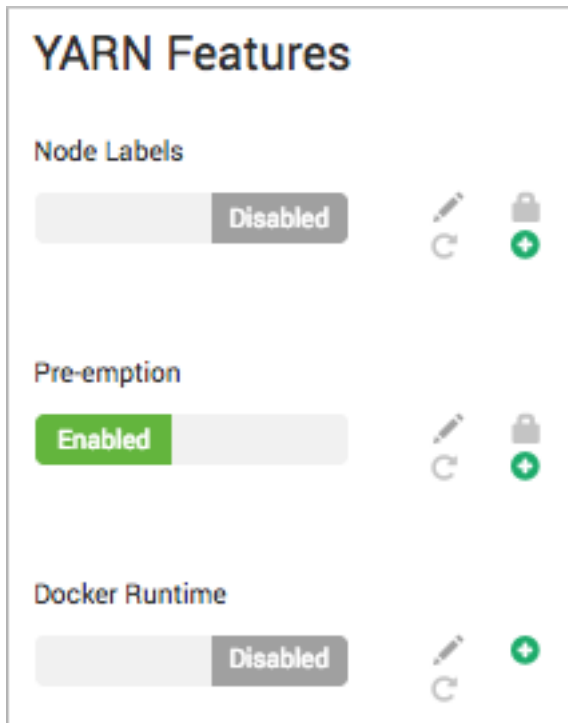 YARN Features
Node Labels
Disabled
Pre-emption
Enabled
Docker Runtime
Disabled